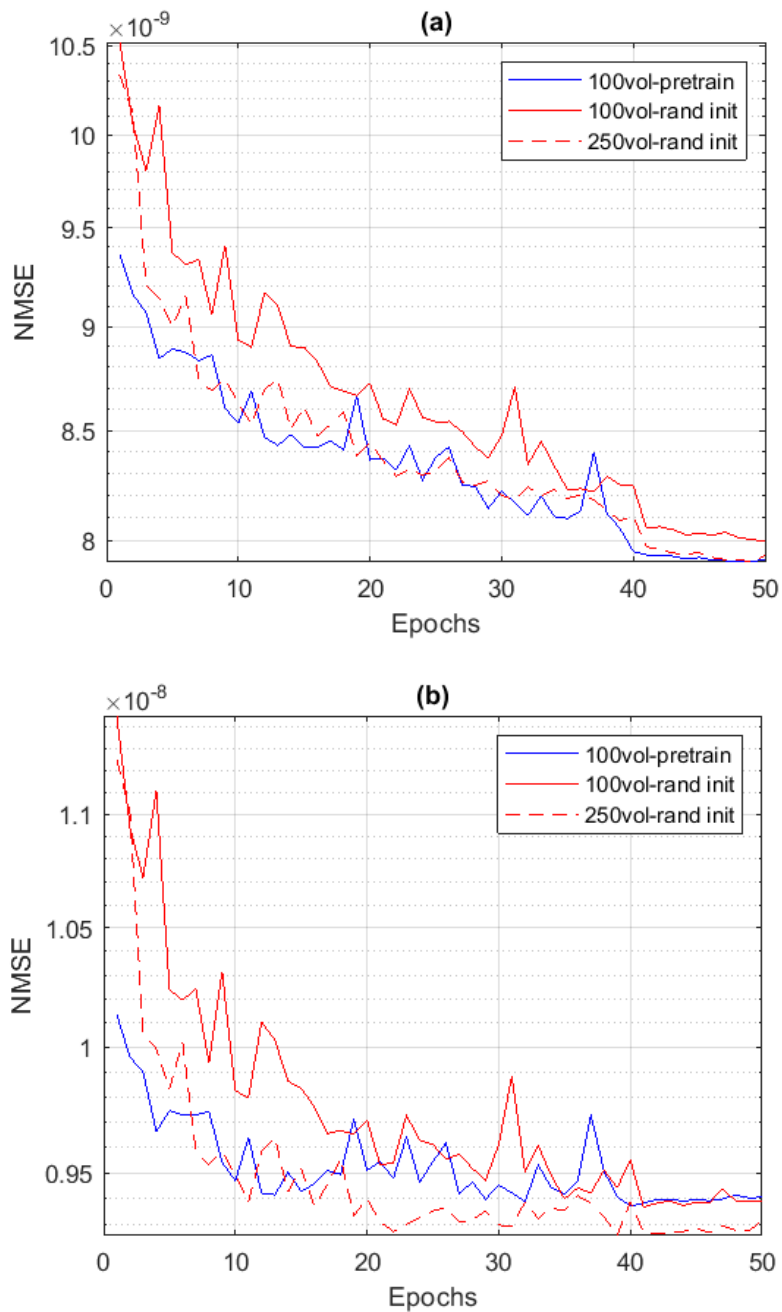 (a)
×10-9
10.5
10
9.5
9
8.5
8
NMSE
100vol-pretrain
100vol-rand init
250vol-rand init
0 10 20 30 40 50
Epochs
(b)
×10-8
1.1
1.05
1
0.95
NMSE
100vol-pretrain
100vol-rand init
250vol-rand init
0 10 20 30 40 50
Epochs